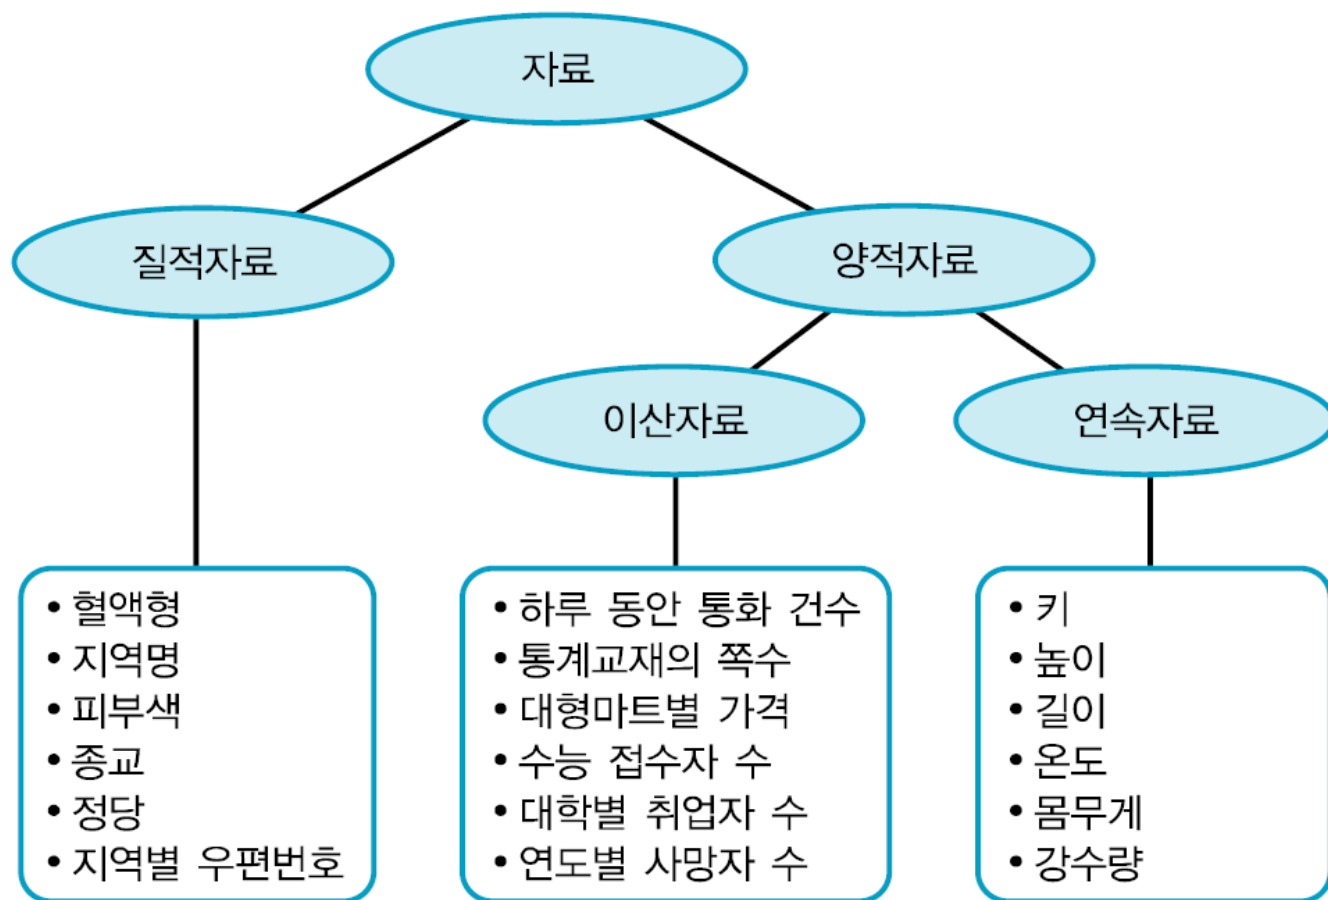 자료
질적자료
양적자료
이산자료
연속자료
• 혈액형
• 지역명
• 피부색
• 종교
• 정당
• 지역별 우편번호
• 하루 동안 통화 건수
• 통계교재의 쪽수
• 대형마트별 가격
• 수능 접수자 수
• 대학별 취업자 수
• 연도별 사망자 수
• 키
• 높이
• 길이
• 온도
• 몸무게
• 강수량